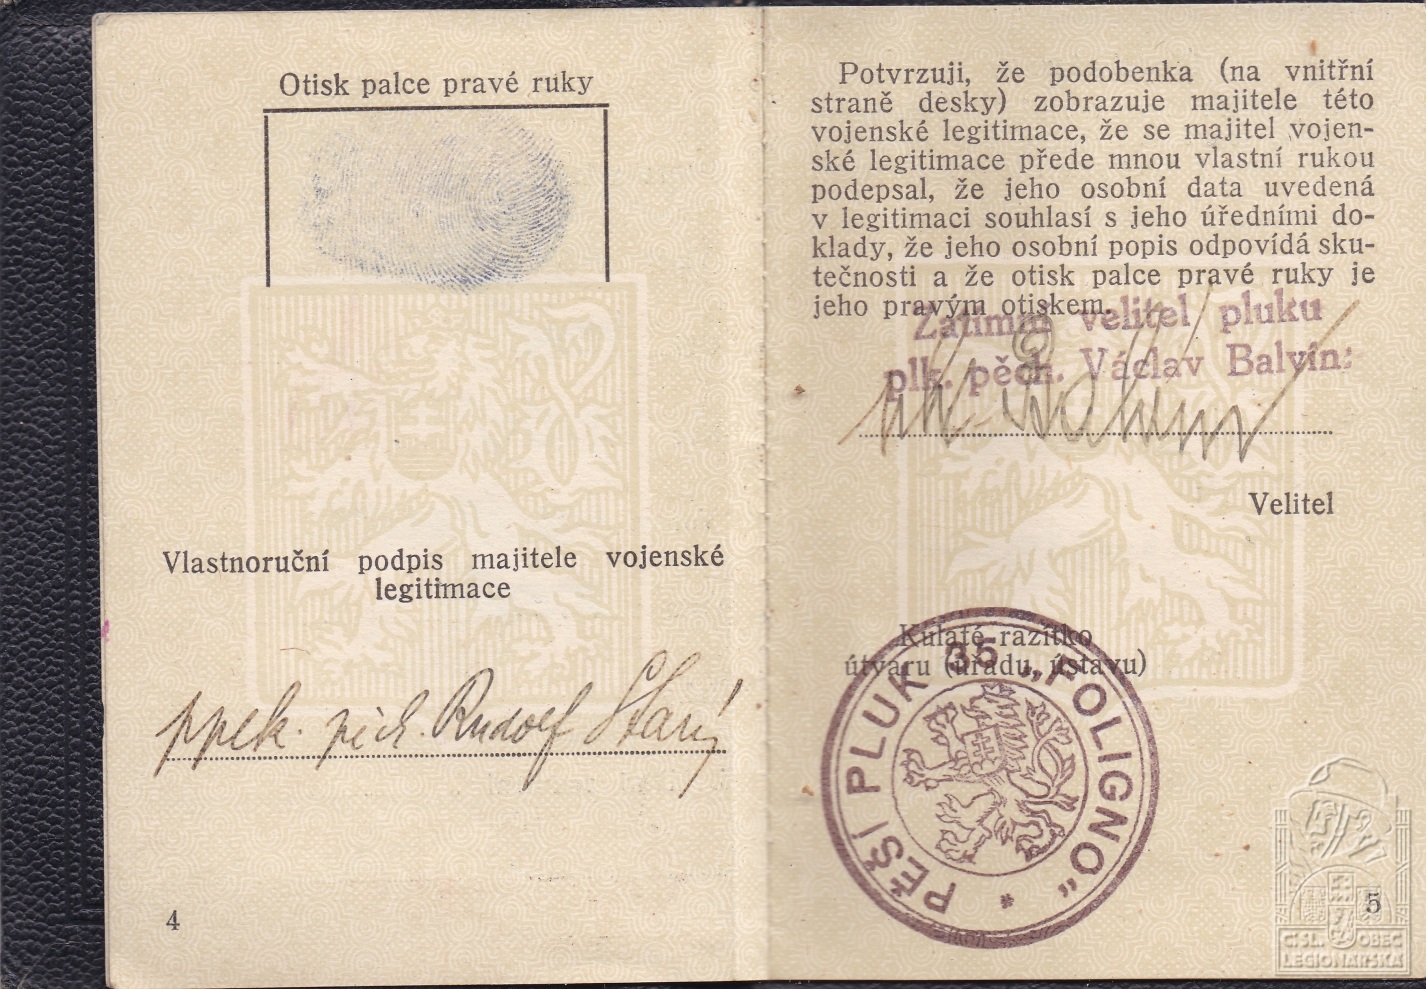 Otisk palce pravé ruky
Vlastnoruční podpis majitele vojenské
legitimace
pplk. pěch. Rudolf Starý
4
Potvrzuji, že podobenka (na vnitřní
straně desky) zobrazuje majitele této
vojenské legitimace, že se majitel vojen-
ské legitimace přede mnou vlastní rukou
podepsal, že jeho osobní data uvedená
v legitimaci souhlasí s jeho úředními do-
klady, že jeho osobní popis odpovídá sku-
tečnosti a že otisk palce pravé ruky je
jeho pravým otiskem.
Zatímní velitel pluku
plk. pěch. Václav Balvín:
Velitel
Kulaté razítko
útvaru (úřadu, ústavu)
PĚŠÍ PLUK 35 „FOLIGNO“ *
5
ČSL. OBEC
LEGIONÁŘSKÁ